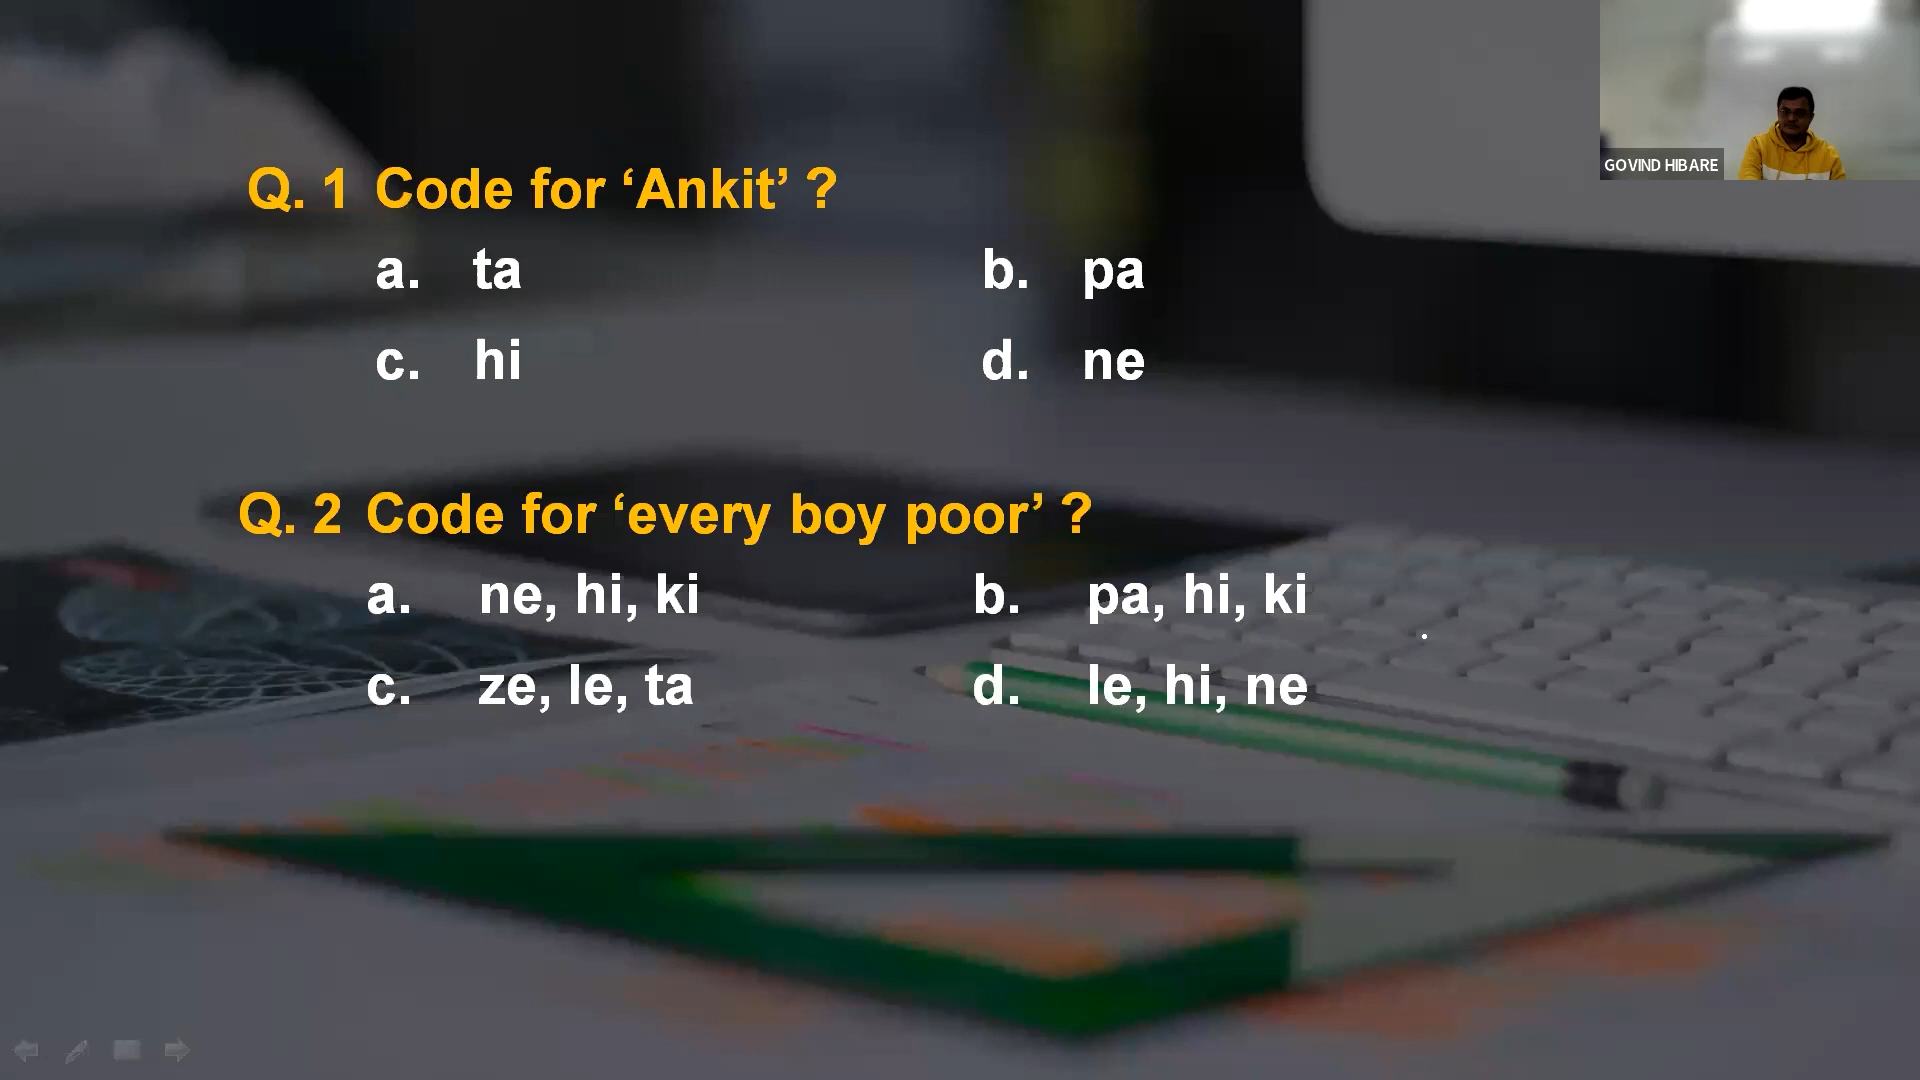 GOVIND HIBARE
Q. 1 Code for ‘Ankit’ ?
a. ta b. pa
c. hi d. ne
Q. 2 Code for ‘every boy poor’ ?
a. ne, hi, ki b. pa, hi, ki
c. ze, le, ta d. le, hi, ne